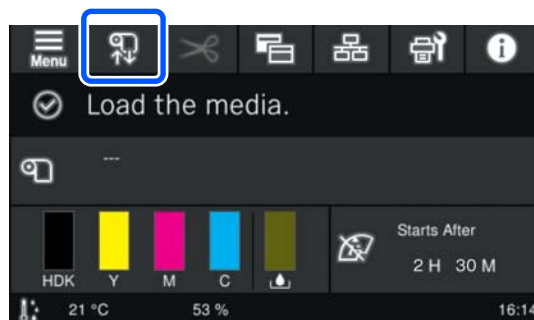 Menu
Load the media.
---
Starts After
2 H 30 M
HDK Y M C
21 °C 53 % 16:14